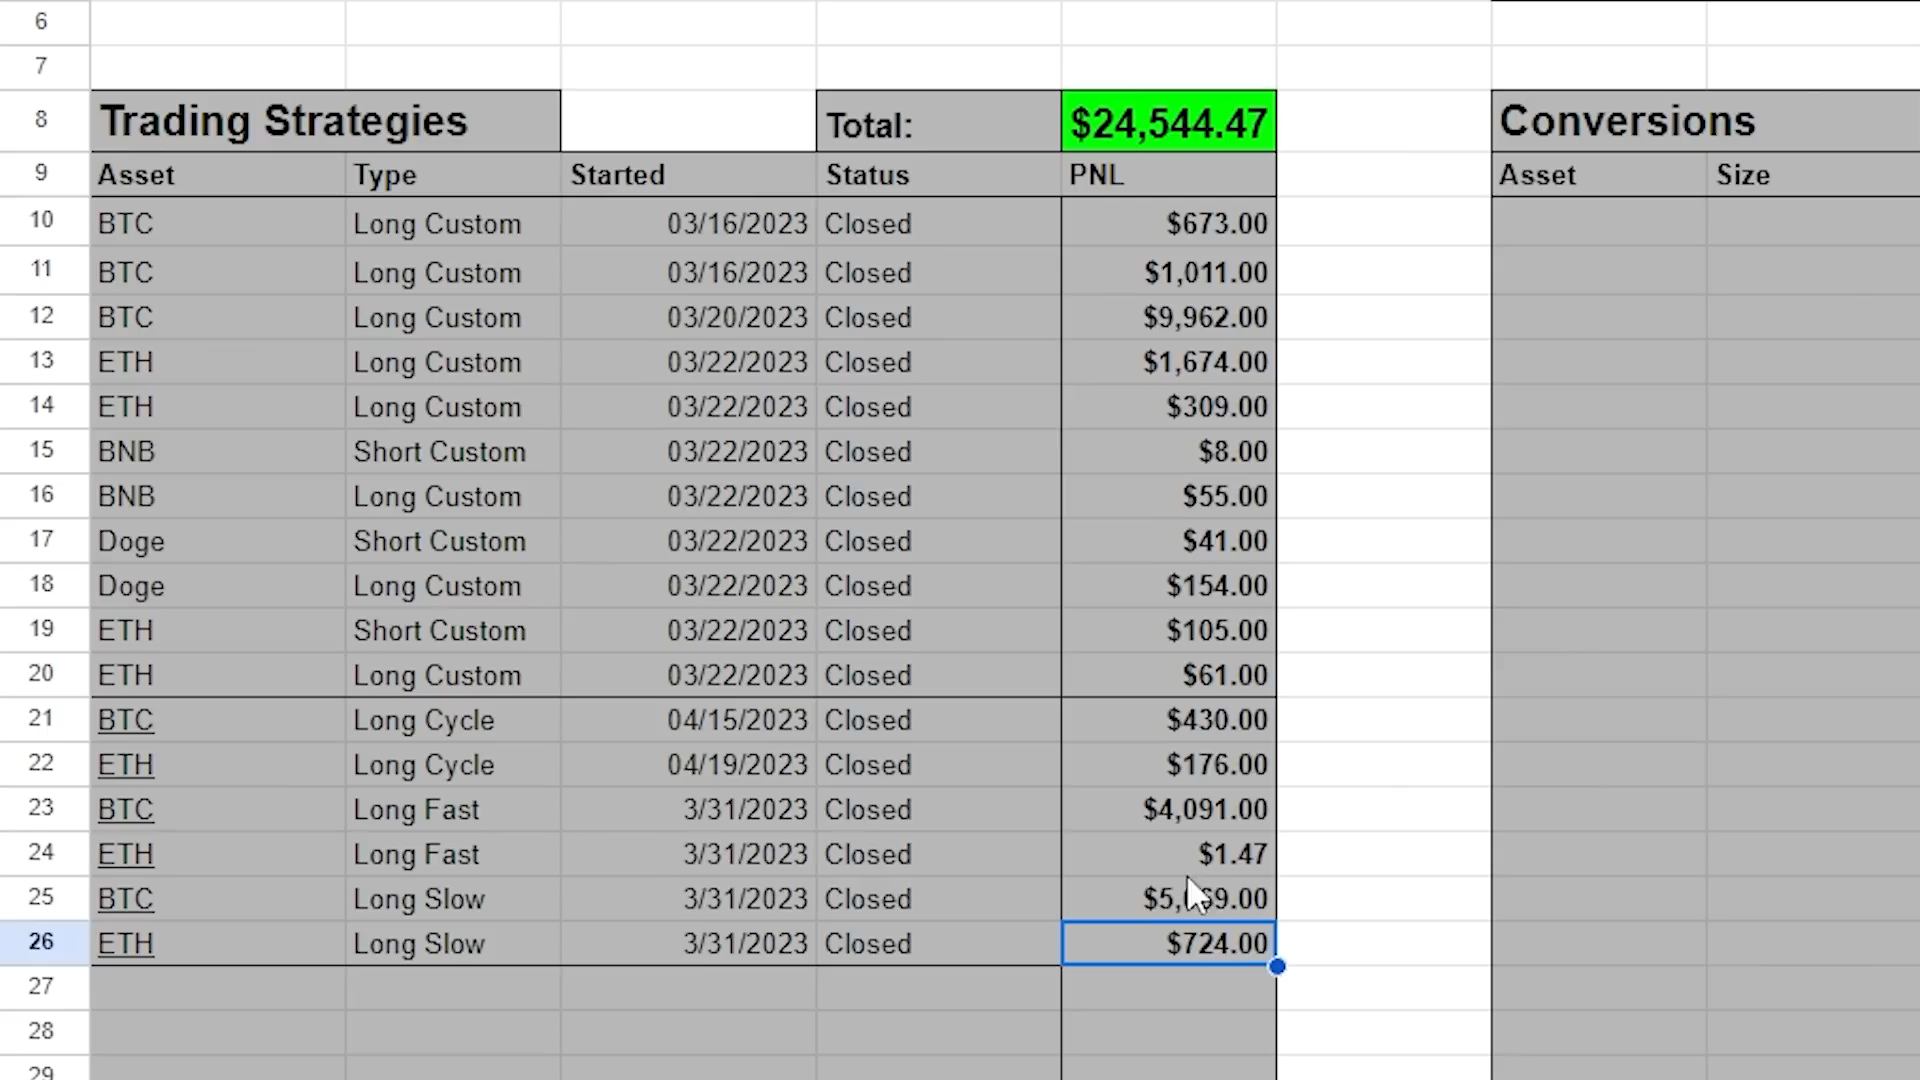 6
7
8 Trading Strategies Total: $24,544.47 Conversions
9 Asset Type Started Status PNL Asset Size
10 BTC Long Custom 03/16/2023 Closed $673.00
11 BTC Long Custom 03/16/2023 Closed $1,011.00
12 BTC Long Custom 03/20/2023 Closed $9,962.00
13 ETH Long Custom 03/22/2023 Closed $1,674.00
14 ETH Long Custom 03/22/2023 Closed $309.00
15 BNB Short Custom 03/22/2023 Closed $8.00
16 BNB Long Custom 03/22/2023 Closed $55.00
17 Doge Short Custom 03/22/2023 Closed $41.00
18 Doge Long Custom 03/22/2023 Closed $154.00
19 ETH Short Custom 03/22/2023 Closed $105.00
20 ETH Long Custom 03/22/2023 Closed $61.00
21 BTC Long Cycle 04/15/2023 Closed $430.00
22 ETH Long Cycle 04/19/2023 Closed $176.00
23 BTC Long Fast 3/31/2023 Closed $4,091.00
24 ETH Long Fast 3/31/2023 Closed $1.47
25 BTC Long Slow 3/31/2023 Closed $5,069.00
26 ETH Long Slow 3/31/2023 Closed $724.00
27
28
29